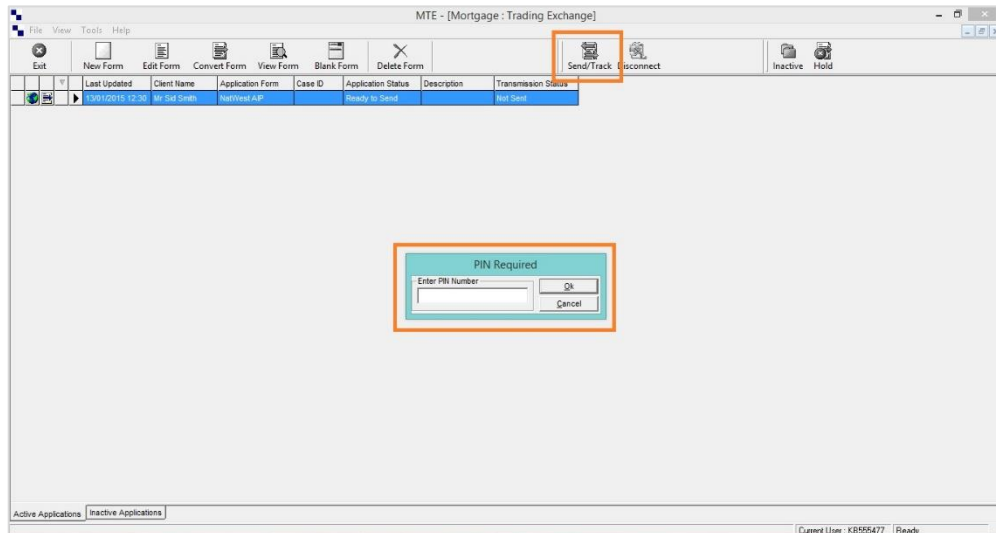 MTE - [Mortgage : Trading Exchange]
File View Tools Help
Exit New Form Edit Form Convert Form View Form Blank Form Delete Form Send/Track Disconnect Inactive Hold
Last Updated Client Name Application Form Case ID Application Status Description Transmission Status
13/01/2015 12:30 Mr Sid Smith NatWest AIP Ready to Send Not Sent
PIN Required
Enter PIN Number
Ok
Cancel
Active Applications Inactive Applications
Current User : KB555477 Ready